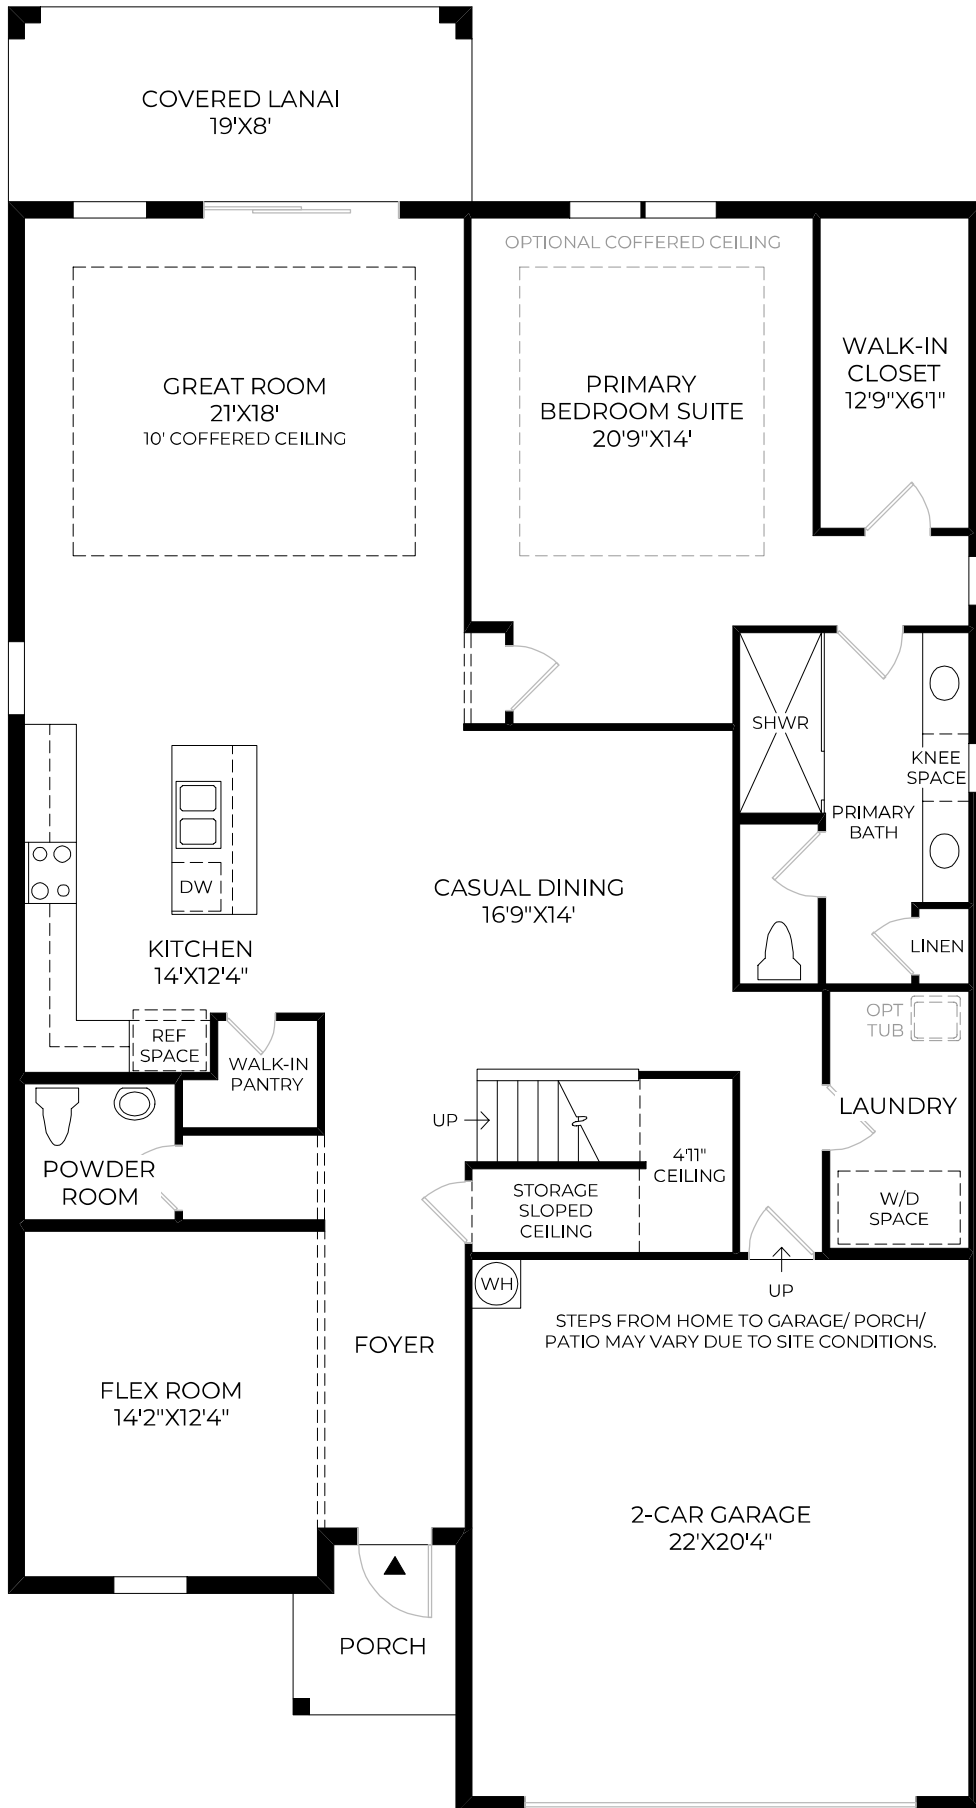 COVERED LANAI
19'X8'
OPTIONAL COFFERED CEILING
GREAT ROOM
21'X18'
10' COFFERED CEILING
PRIMARY
BEDROOM SUITE
20'9"X14'
WALK-IN
CLOSET
12'9"X6'1"
SHWR
KNEE
SPACE
PRIMARY
BATH
DW
CASUAL DINING
16'9"X14'
KITCHEN
14'X12'4"
LINEN
REF
SPACE
WALK-IN
PANTRY
OPT
TUB
LAUNDRY
UP
4'11"
CEILING
POWDER
ROOM
STORAGE
SLOPED
CEILING
W/D
SPACE
WH
UP
STEPS FROM HOME TO GARAGE/ PORCH/
PATIO MAY VARY DUE TO SITE CONDITIONS.
FOYER
FLEX ROOM
14'2"X12'4"
2-CAR GARAGE
22'X20'4"
PORCH